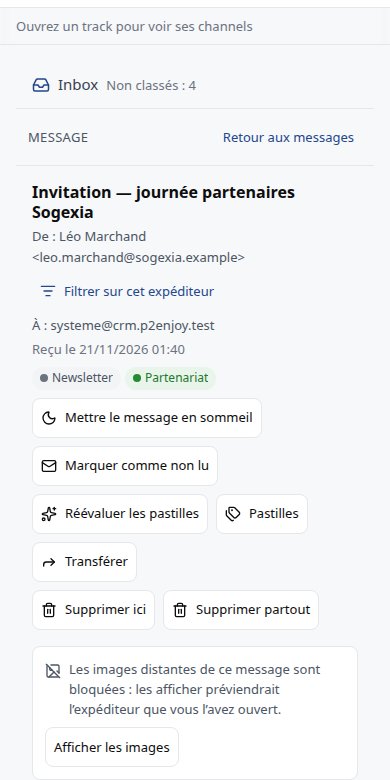 Ouvrez un track pour voir ses channels
Inbox Non classés : 4
MESSAGE Retour aux messages
Invitation — journée partenaires
Sogexia
De : Léo Marchand
<leo.marchand@sogexia.example>
Filtrer sur cet expéditeur
À : systeme@crm.p2enjoy.test
Reçu le 21/11/2026 01:40
Newsletter Partenariat
Mettre le message en sommeil
Marquer comme non lu
Réévaluer les pastilles Pastilles
Transférer
Supprimer ici Supprimer partout
Les images distantes de ce message sont
bloquées : les afficher préviendrait
l’expéditeur que vous l’avez ouvert.
Afficher les images